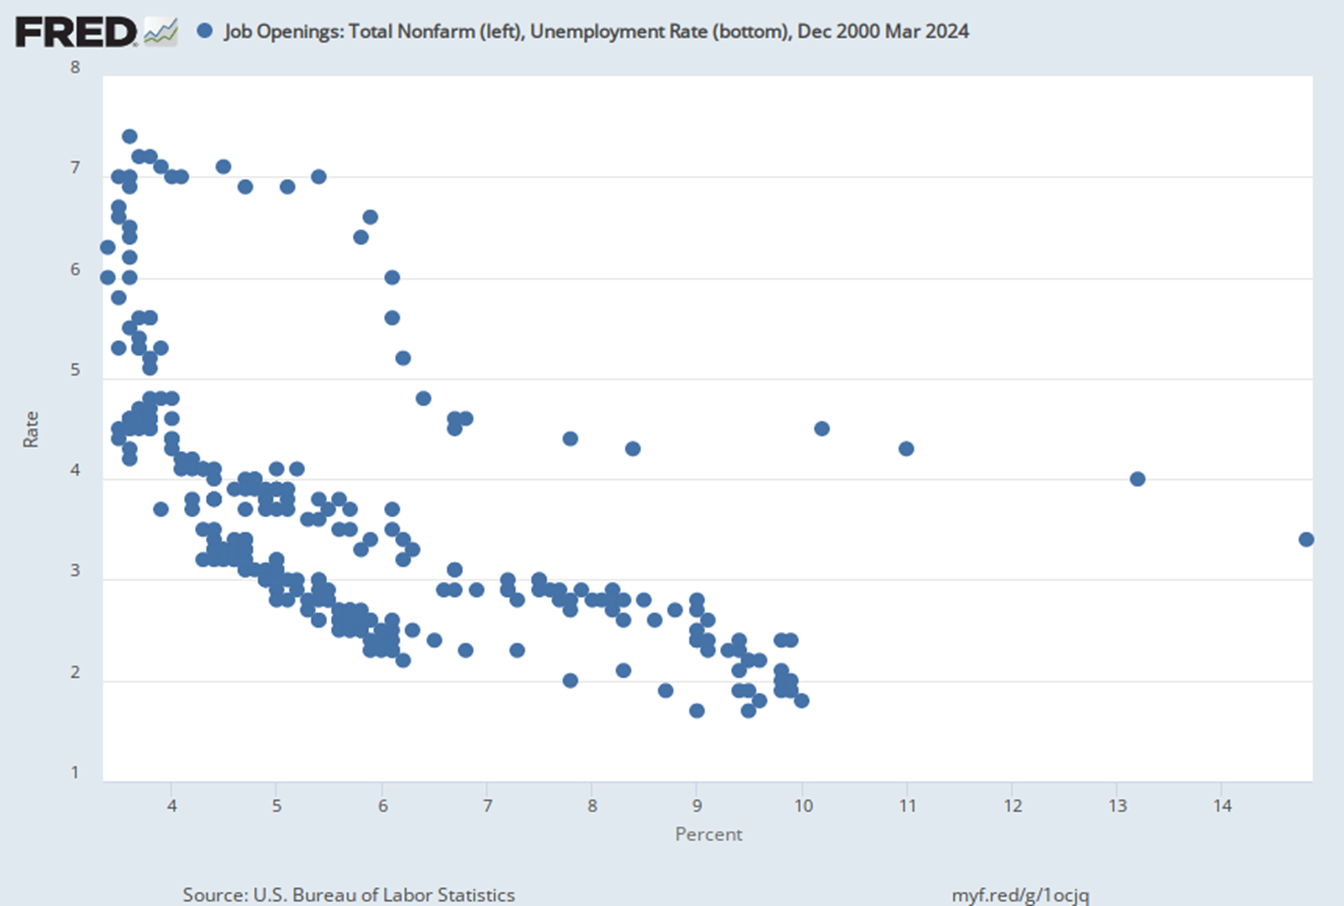 FRED
Job Openings: Total Nonfarm (left), Unemployment Rate (bottom), Dec 2000 Mar 2024
8
7
6
5
4
3
2
1
Rate
4 5 6 7 8 9 10 11 12 13 14
Percent
Source: U.S. Bureau of Labor Statistics
myf.red/g/1ocjq